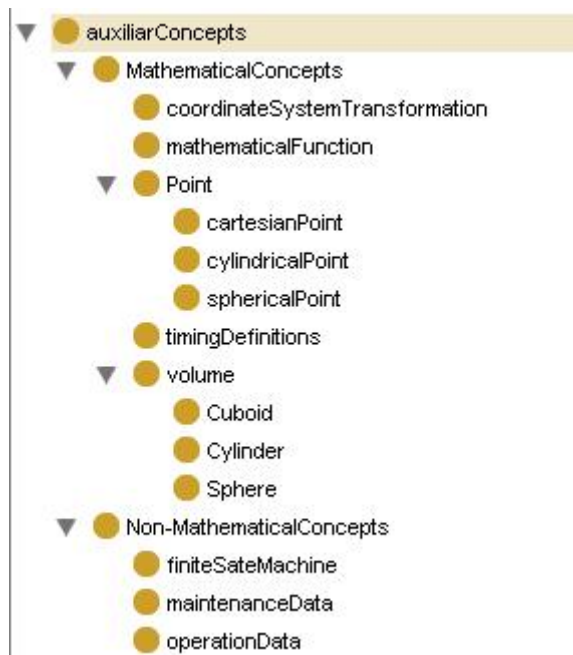 auxiliarConcepts
MathematicalConcepts
coordinateSystemTransformation
mathematicalFunction
Point
cartesianPoint
cylindricalPoint
sphericalPoint
timingDefinitions
volume
Cuboid
Cylinder
Sphere
Non-MathematicalConcepts
finiteSateMachine
maintenanceData
operationData